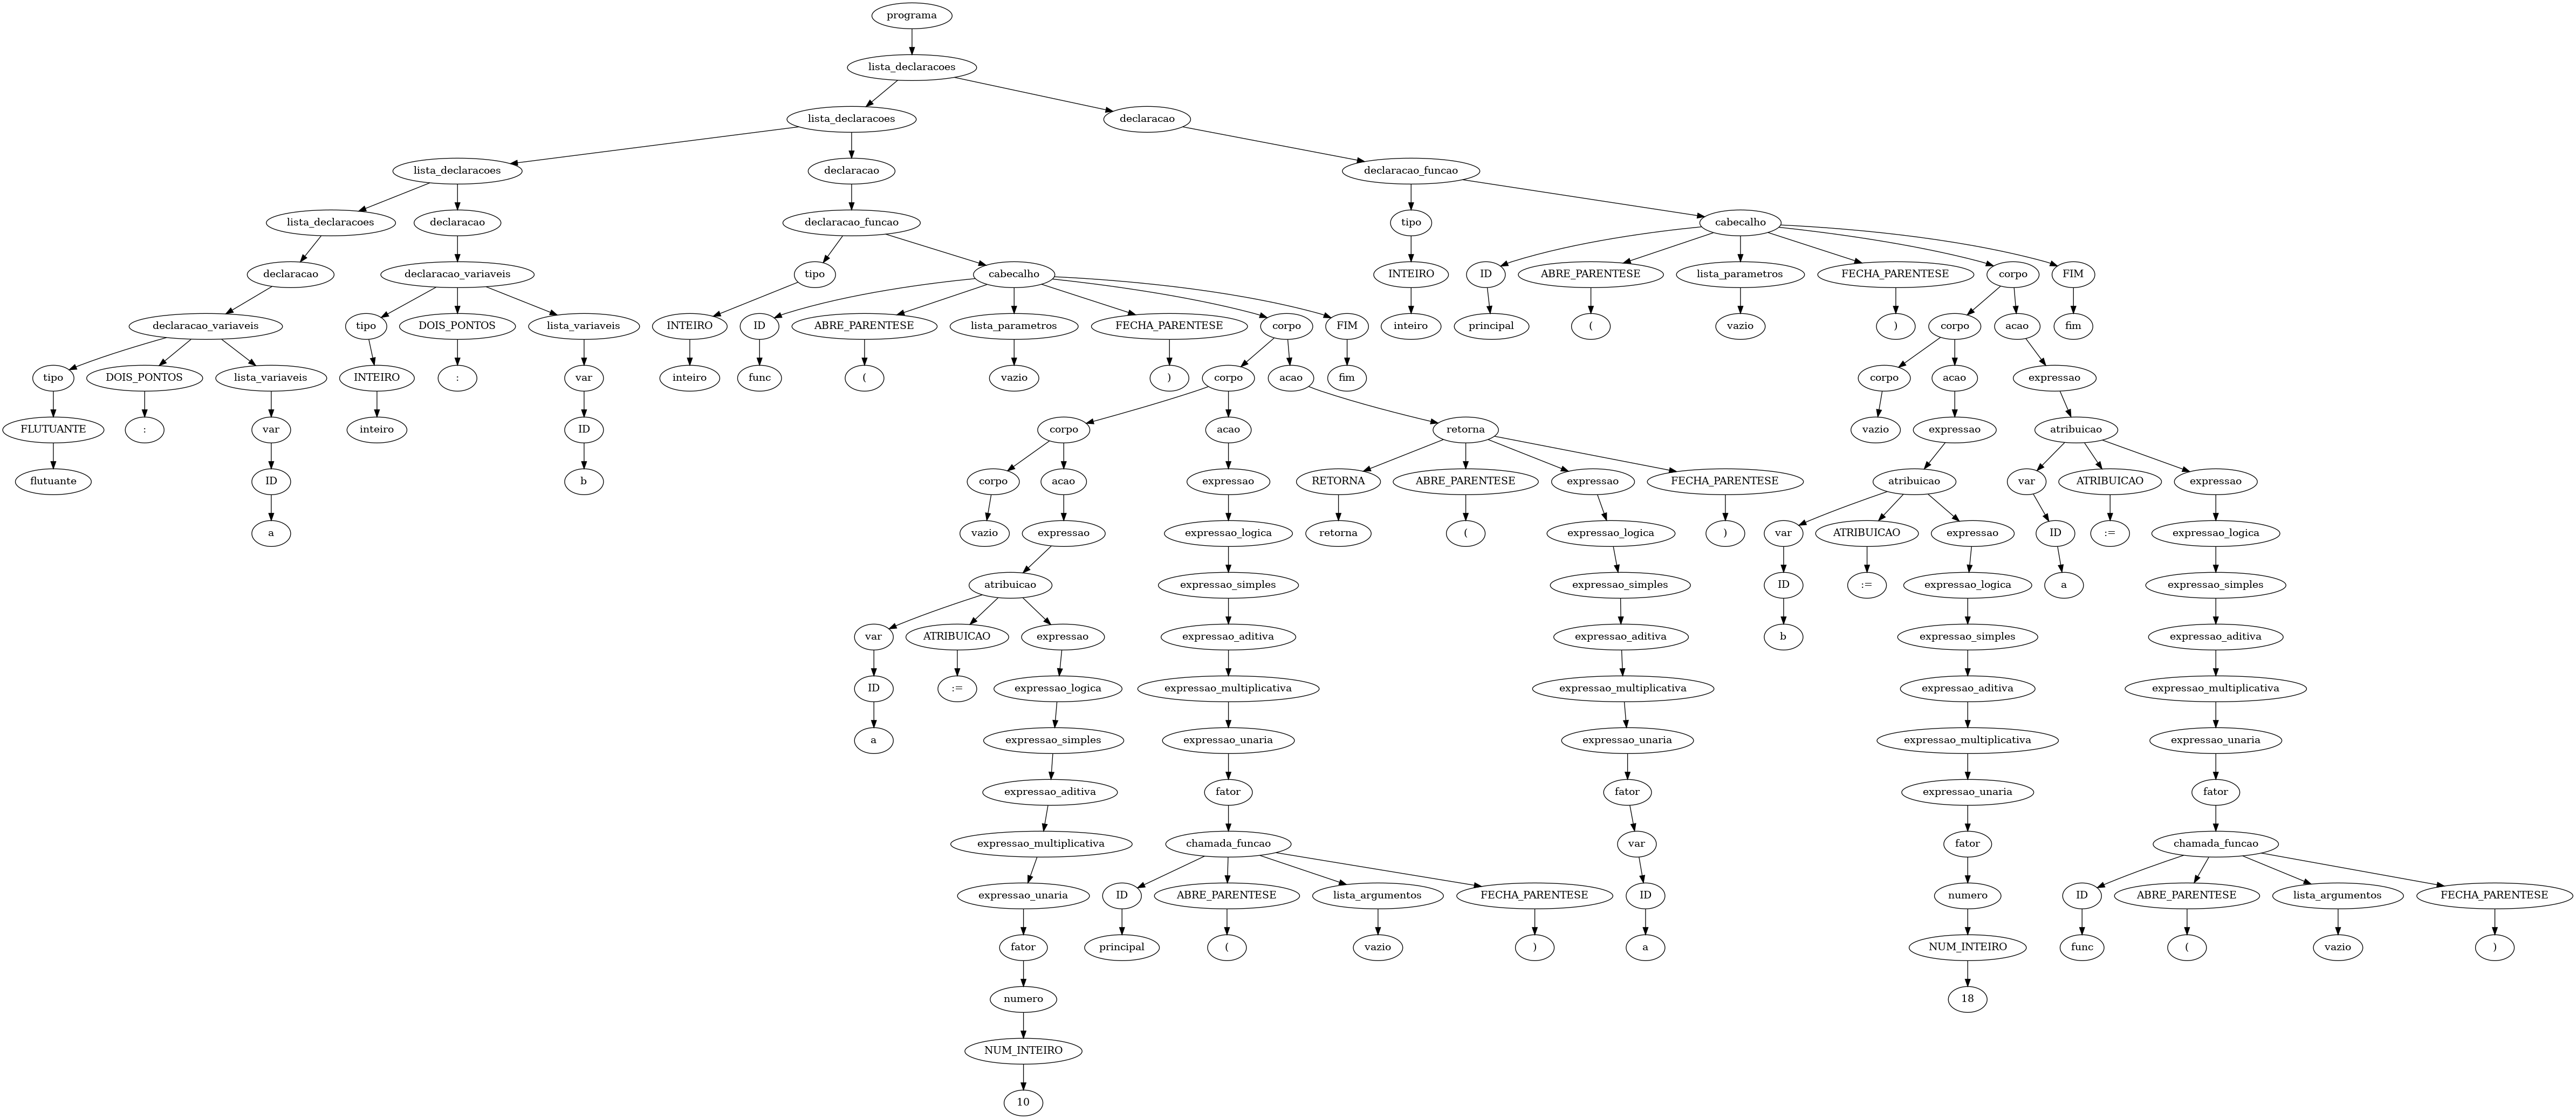 programa
lista_declaracoes
lista_declaracoes declaracao
lista_declaracoes declaracao declaracao_funcao
lista_declaracoes declaracao declaracao_funcao tipo cabecalho
declaracao declaracao_variaveis tipo cabecalho INTEIRO ID ABRE_PARENTESE lista_parametros FECHA_PARENTESE corpo FIM
declaracao_variaveis tipo DOIS_PONTOS lista_variaveis INTEIRO ID ABRE_PARENTESE lista_parametros FECHA_PARENTESE corpo FIM inteiro principal ( vazio ) corpo acao fim
tipo DOIS_PONTOS lista_variaveis INTEIRO : var inteiro func ( vazio ) corpo acao fim corpo acao expressao
FLUTUANTE : var inteiro ID corpo acao retorna vazio expressao atribuicao
flutuante ID b corpo acao expressao RETORNA ABRE_PARENTESE expressao FECHA_PARENTESE atribuicao var ATRIBUICAO expressao
a vazio expressao expressao_logica retorna ( expressao_logica ) var ATRIBUICAO expressao ID := expressao_logica
atribuicao expressao_simples expressao_simples ID := expressao_logica a expressao_simples
var ATRIBUICAO expressao expressao_aditiva expressao_aditiva b expressao_simples expressao_aditiva
ID := expressao_logica expressao_multiplicativa expressao_multiplicativa expressao_aditiva expressao_multiplicativa
a expressao_simples expressao_unaria expressao_unaria expressao_multiplicativa expressao_unaria
expressao_aditiva fator fator expressao_unaria fator
expressao_multiplicativa chamada_funcao var fator chamada_funcao
expressao_unaria ID ABRE_PARENTESE lista_argumentos FECHA_PARENTESE ID numero ID ABRE_PARENTESE lista_argumentos FECHA_PARENTESE
fator principal ( vazio ) a NUM_INTEIRO func ( vazio )
numero 18
NUM_INTEIRO
10